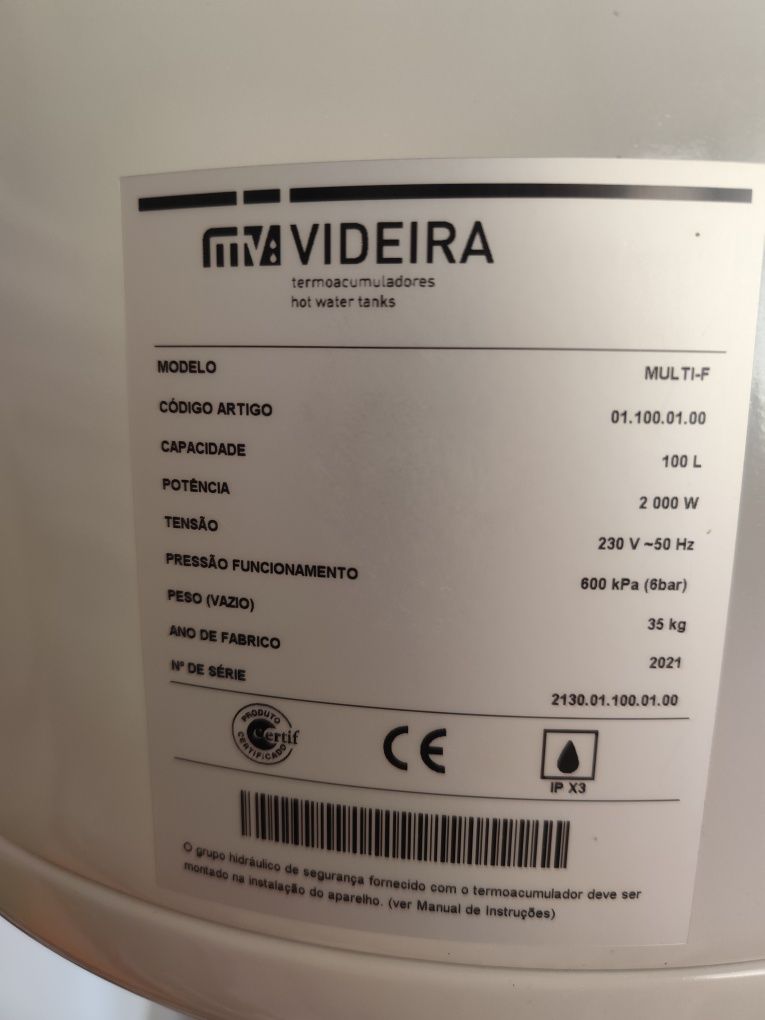 mv: VIDEIRA
termoacumuladores
hot water tanks
MODELO MULTI-F
CÓDIGO ARTIGO 01.100.01.00
CAPACIDADE 100 L
POTÊNCIA 2 000 W
TENSÃO 230 V ~50 Hz
PRESSÃO FUNCIONAMENTO 600 kPa (6bar)
PESO (VAZIO) 35 kg
ANO DE FABRICO 2021
Nº DE SÉRIE 2130.01.100.01.00
PRODUTO
Certif
CERTIFICADO
CE
IP X3
O grupo hidráulico de segurança fornecido com o termoacumulador deve ser
montado na instalação do aparelho. (ver Manual de Instruções)